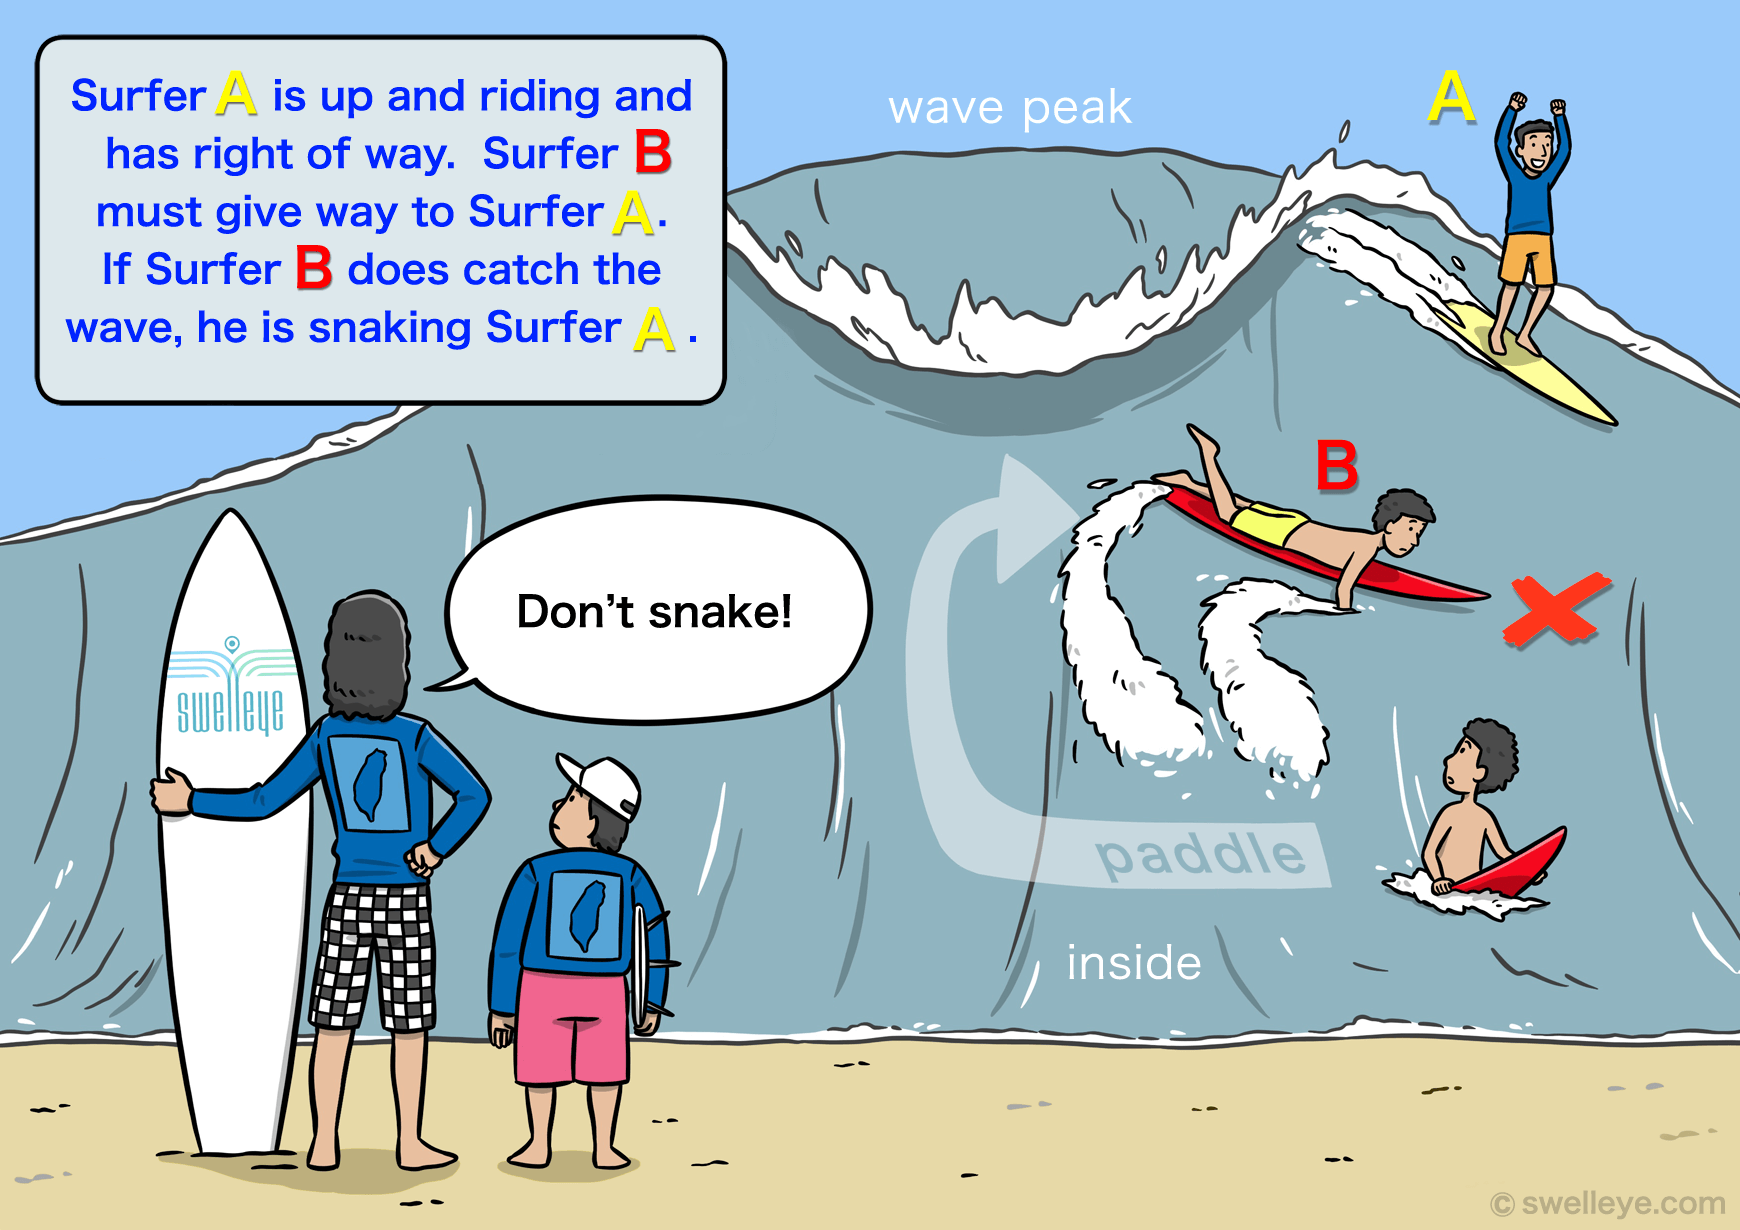 Surfer A is up and riding and
has right of way.  Surfer B
must give way to Surfer A.
If Surfer B does catch the
wave, he is snaking Surfer A .
wave peak
A
B
Don't snake!
swelleye
paddle
inside
© swelleye.com